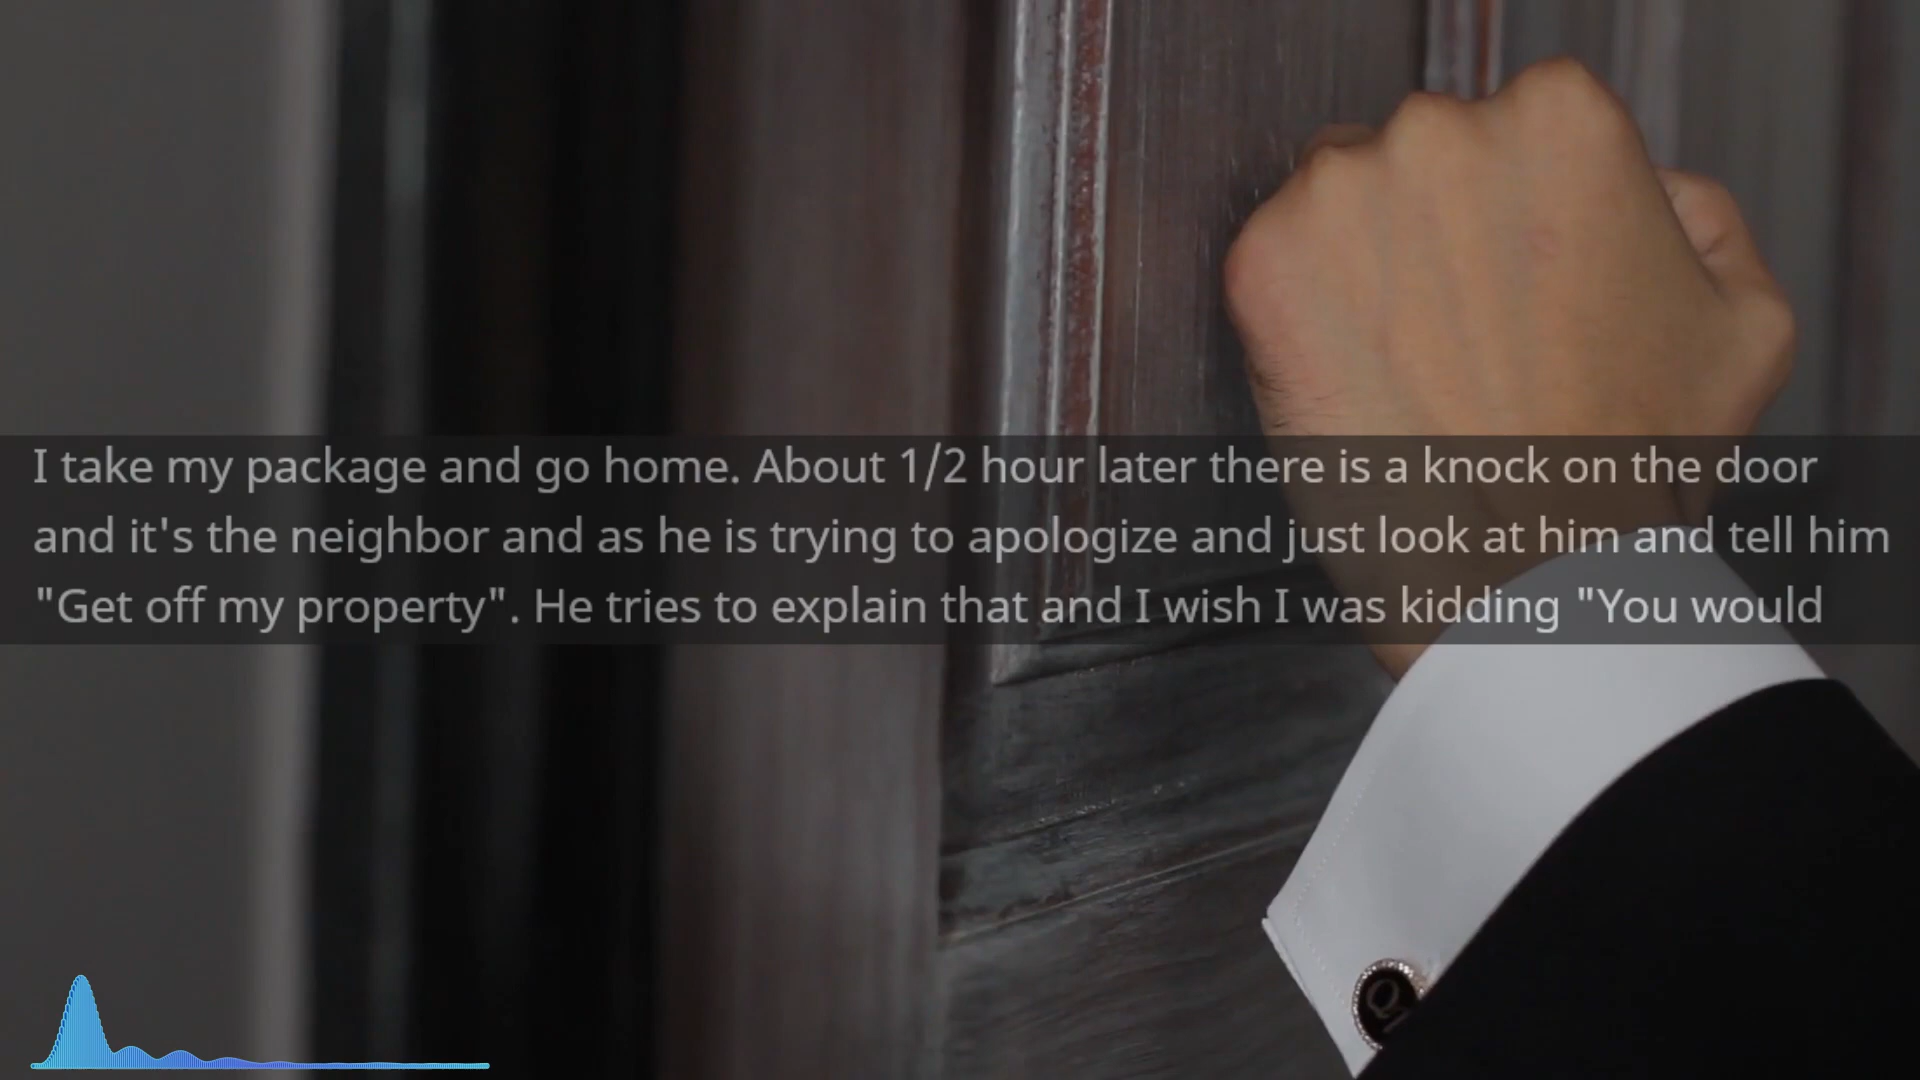 I take my package and go home. About 1/2 hour later there is a knock on the door
and it's the neighbor and as he is trying to apologize and just look at him and tell him
"Get off my property". He tries to explain that and I wish I was kidding "You would
Q